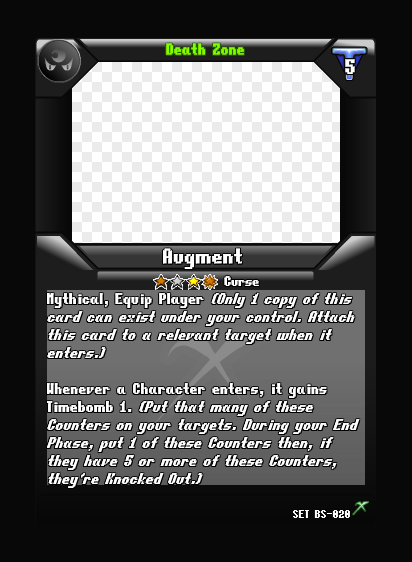 Death Zone
5
Augment
Curse
Mythical, Equip Player (Only 1 copy of this
card can exist under your control. Attach
this card to a relevant target when it
enters.)
Whenever a Character enters, it gains
Timebomb 1. (Put that many of these
Counters on your targets. During your End
Phase, put 1 of these Counters then, if
they have 5 or more of these Counters,
they're Knocked Out.)
SET BS-020